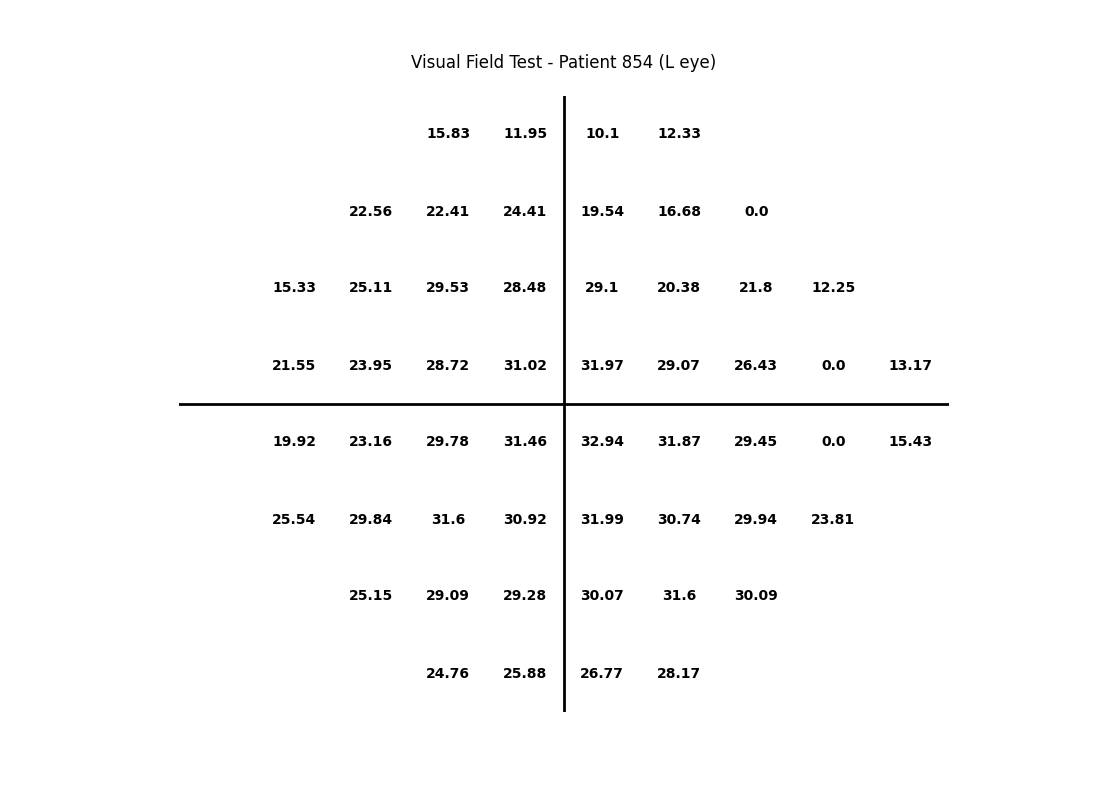 Visual Field Test - Patient 854 (L eye)
15.83 11.95 10.1 12.33
22.56 22.41 24.41 19.54 16.68 0.0
15.33 25.11 29.53 28.48 29.1 20.38 21.8 12.25
21.55 23.95 28.72 31.02 31.97 29.07 26.43 0.0 13.17
19.92 23.16 29.78 31.46 32.94 31.87 29.45 0.0 15.43
25.54 29.84 31.6 30.92 31.99 30.74 29.94 23.81
25.15 29.09 29.28 30.07 31.6 30.09
24.76 25.88 26.77 28.17